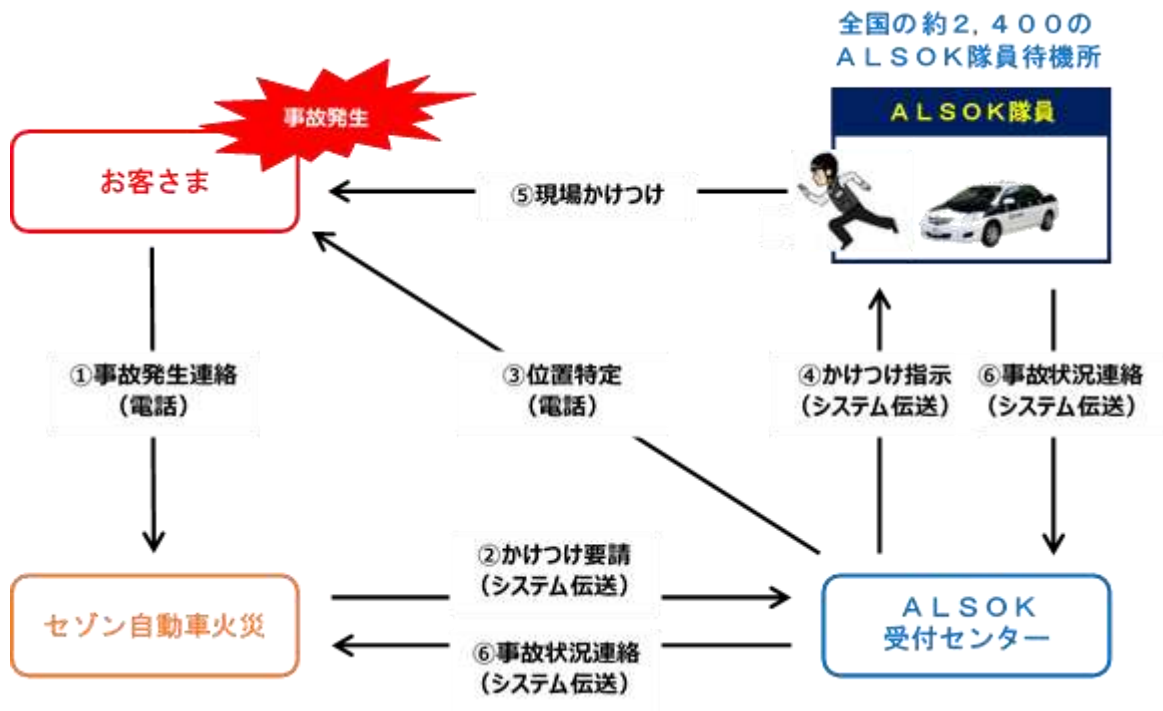 全国の約２，４００の
ＡＬＳＯＫ隊員待機所
ＡＬＳＯＫ隊員
事故発生
お客さま
⑤現場かけつけ
①事故発生連絡
（電話）
③位置特定
（電話）
④かけつけ指示
（システム伝送）
⑥事故状況連絡
（システム伝送）
②かけつけ要請
（システム伝送）
セゾン自動車火災
ＡＬＳＯＫ
受付センター
⑥事故状況連絡
（システム伝送）